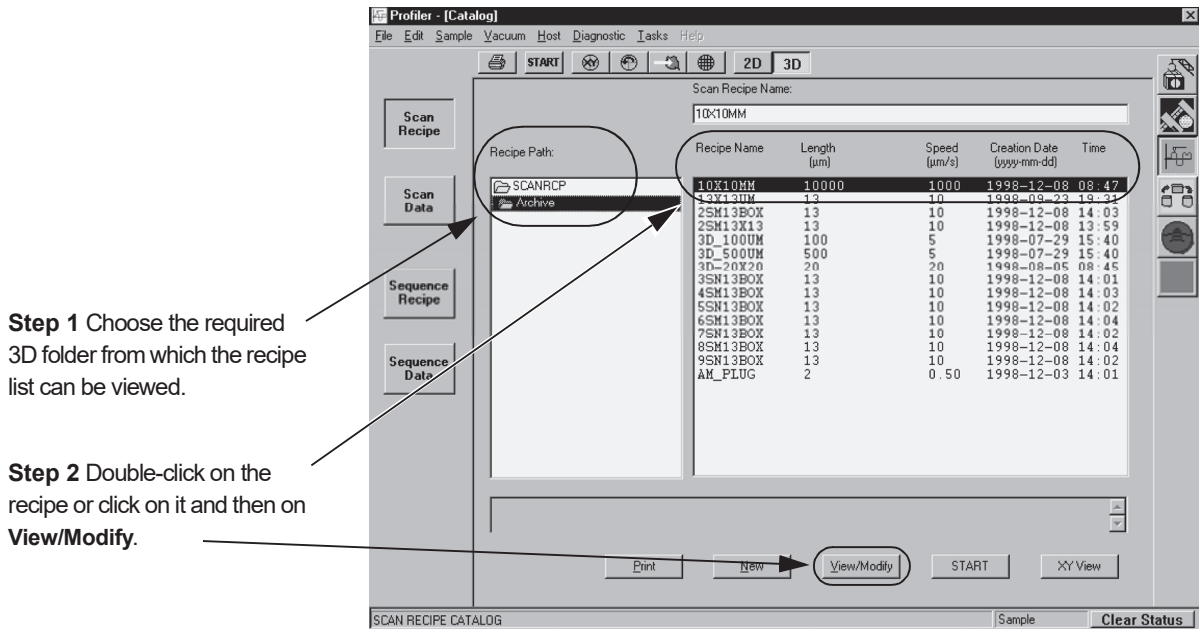 Profiler - [Catalog]
File Edit Sample Vacuum Host Diagnostic Tasks Help
START XY 2D 3D
Scan Recipe Name:
10X10MM
Scan
Recipe
Scan
Data
Sequence
Recipe
Sequence
Data
Recipe Path:
SCANRCP
Archive
Recipe Name Length (µm) Speed (µm/s) Creation Date (yyyy-mm-dd) Time
10X10MM 10000 1000 1998-12-08 08:47
13X13UM 13 10 1998-09-23 19:31
2SM13BOX 13 10 1998-12-08 14:03
2SM13X13 13 10 1998-12-08 13:59
3D_100UM 100 5 1998-07-29 15:40
3D_500UM 500 5 1998-07-29 15:40
3D-20X20 20 20 1998-08-05 08:45
3SN13BOX 13 10 1998-12-08 14:01
4SM13BOX 13 10 1998-12-08 14:03
5SN13BOX 13 10 1998-12-08 14:02
6SM13BOX 13 10 1998-12-08 14:04
7SN13BOX 13 10 1998-12-08 14:02
8SM13BOX 13 10 1998-12-08 14:04
9SN13BOX 13 10 1998-12-08 14:02
AM_PLUG 2 0.50 1998-12-03 14:01
Print New View/Modify START XY View
SCAN RECIPE CATALOG Sample Clear Status
Step 1 Choose the required
3D folder from which the recipe
list can be viewed.
Step 2 Double-click on the
recipe or click on it and then on
View/Modify.